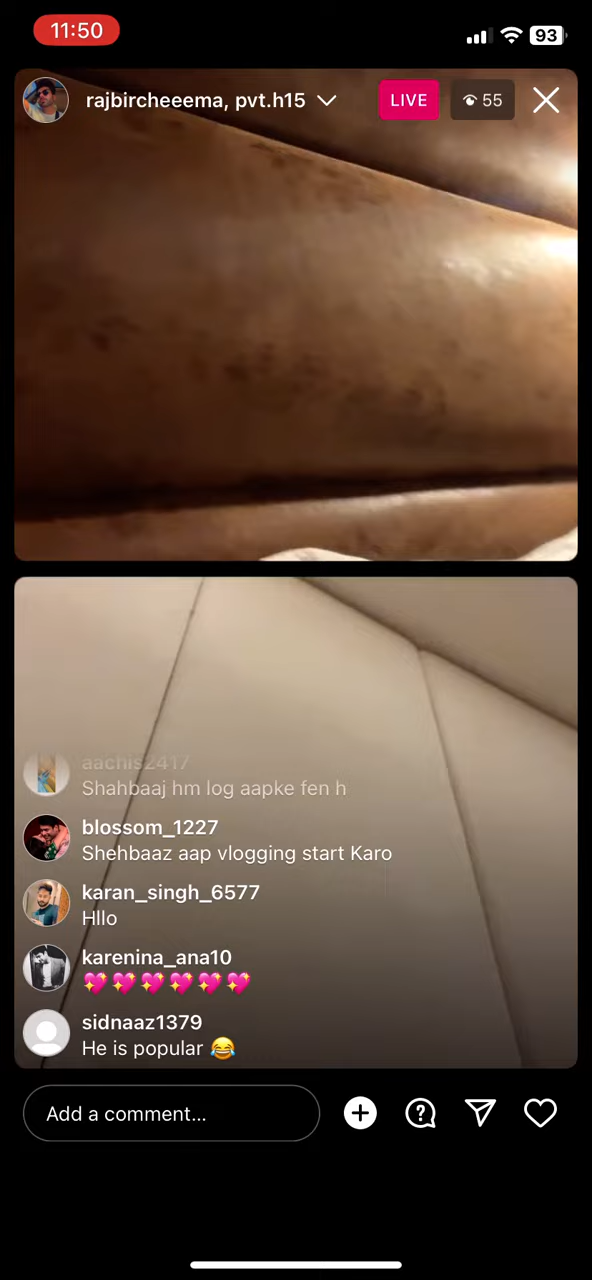 11:50
93
rajbircheeema, pvt.h15
LIVE
55
aachis2417
Shahbaaj hm log aapke fen h
blossom_1227
Shehbaaz aap vlogging start Karo
karan_singh_6577
Hllo
karenina_ana10
💖💖💖💖💖💖
sidnaaz1379
He is popular 😂
Add a comment...